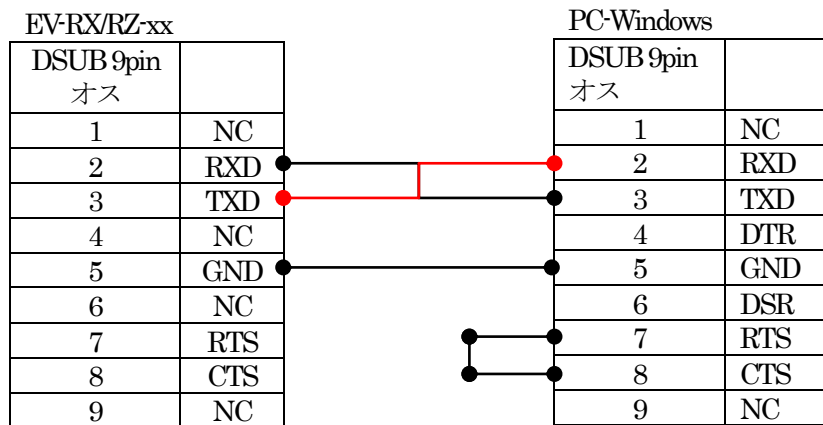 EV-RX/RZ-xx
DSUB 9pin
オス
1 NC
2 RXD
3 TXD
4 NC
5 GND
6 NC
7 RTS
8 CTS
9 NC
PC-Windows
DSUB 9pin
オス
1 NC
2 RXD
3 TXD
4 DTR
5 GND
6 DSR
7 RTS
8 CTS
9 NC